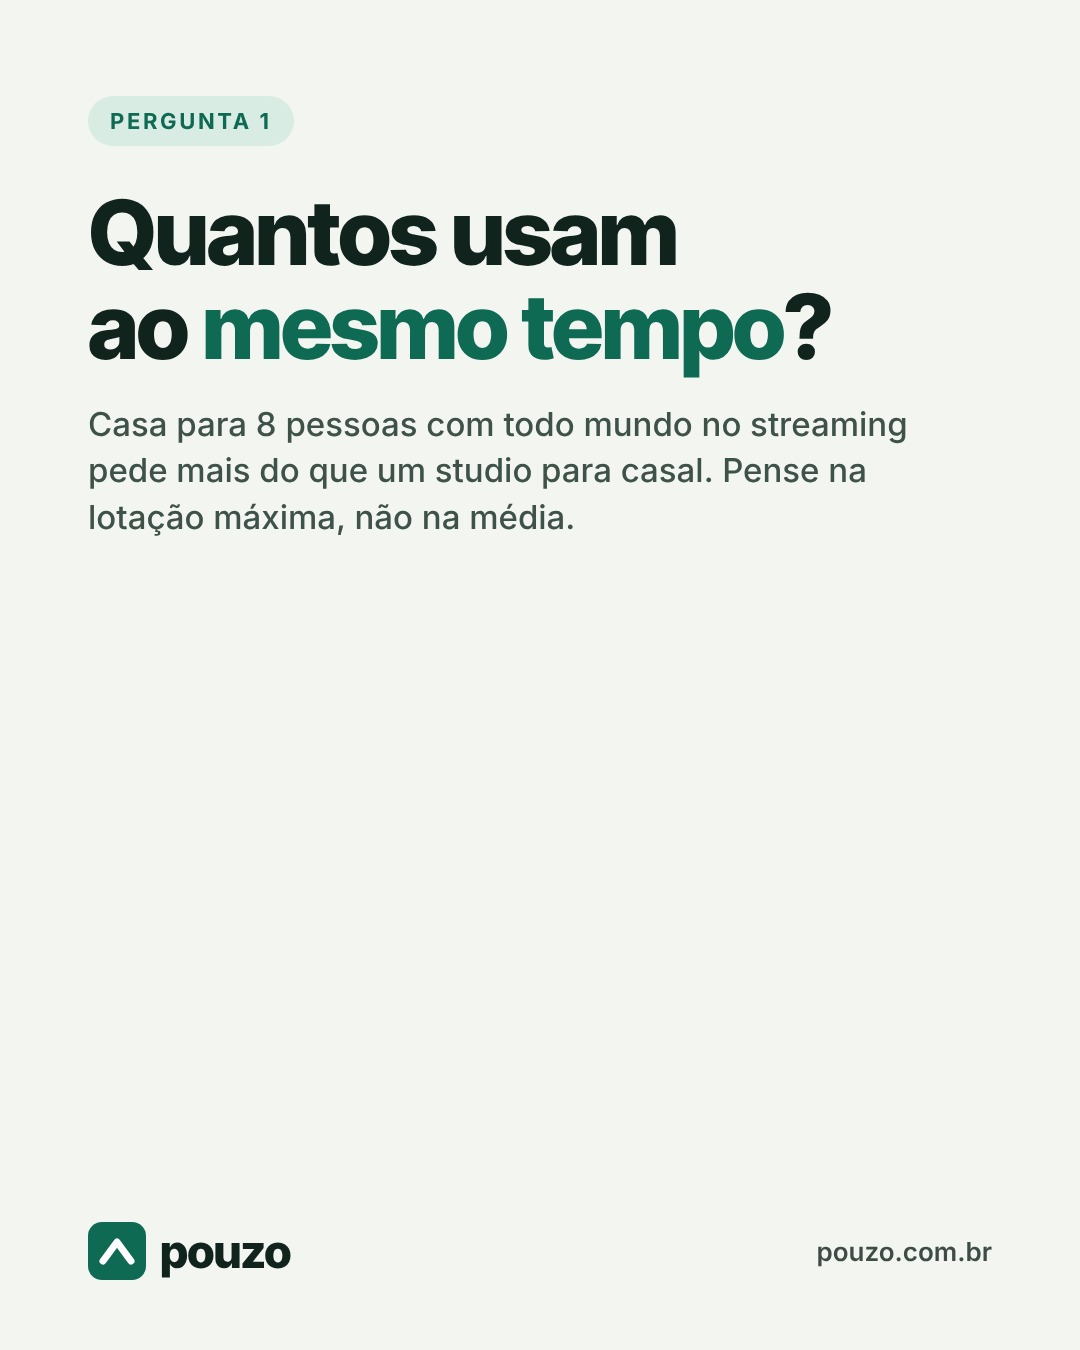 PERGUNTA 1
Quantos usam
ao mesmo tempo?
Casa para 8 pessoas com todo mundo no streaming
pede mais do que um studio para casal. Pense na
lotação máxima, não na média.
pouzo
pouzo.com.br